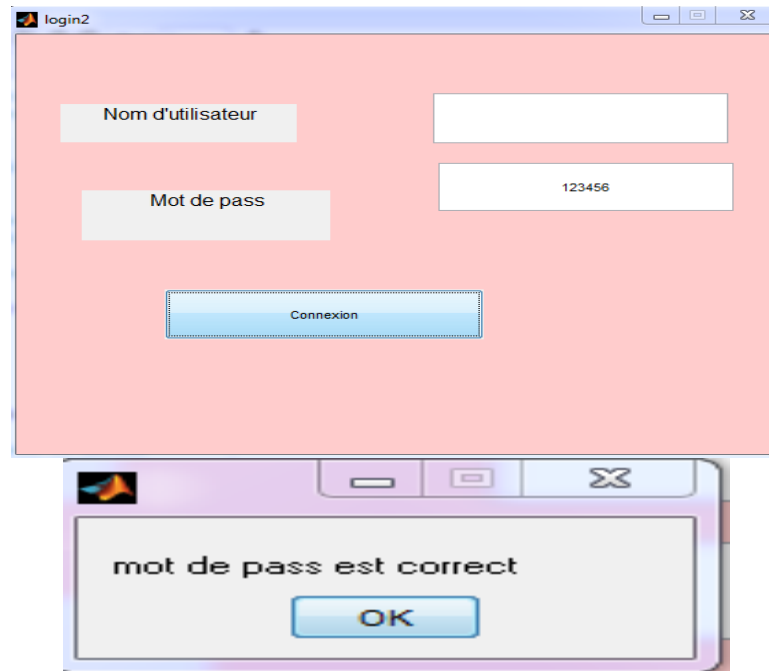 login2
Nom d'utilisateur
Mot de pass
123456
Connexion
mot de pass est correct
OK